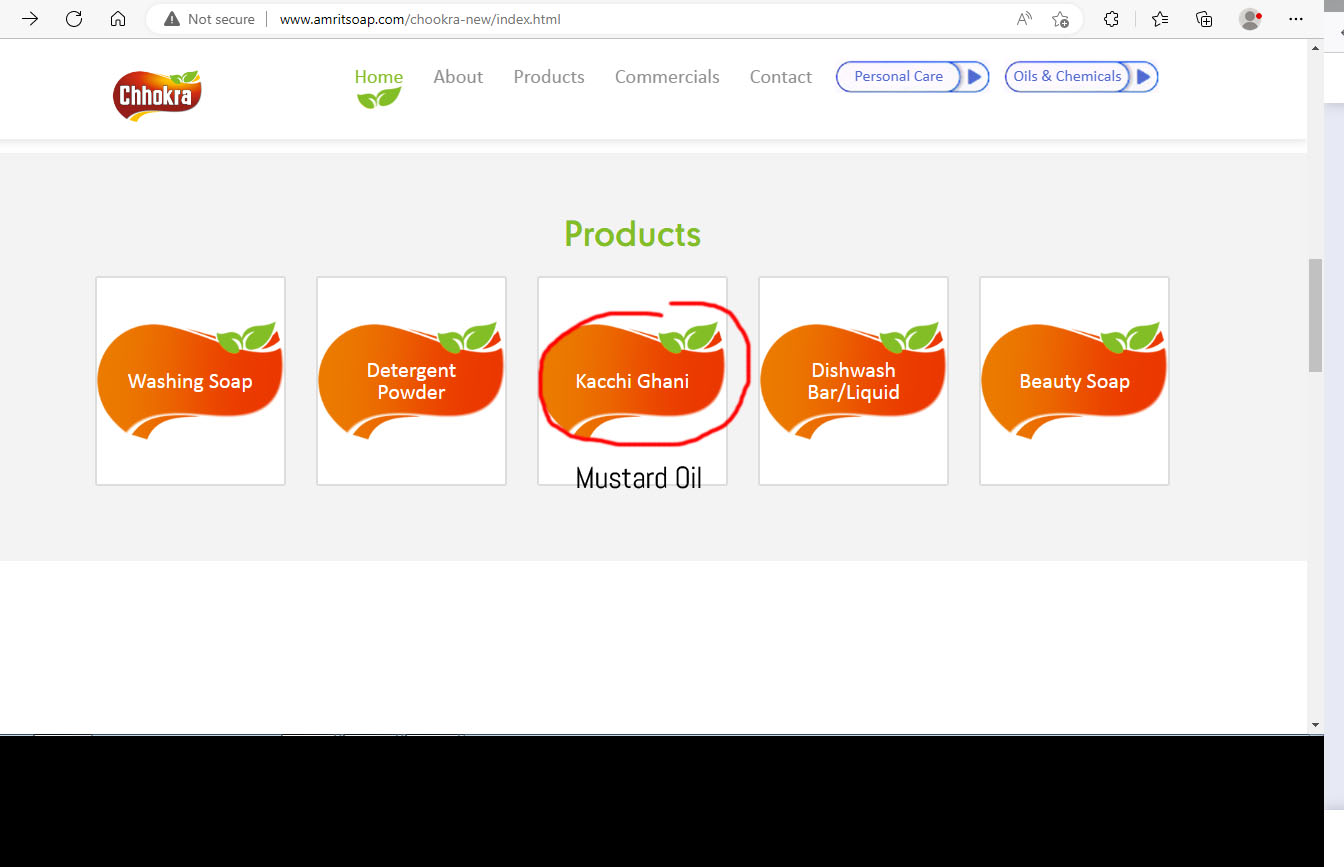 Not secure www.amritsoap.com/chookra-new/index.html
Chhokra
Home About Products Commercials Contact Personal Care Oils & Chemicals
Products
Washing Soap
Detergent
Powder
Kacchi Ghani
Dishwash
Bar/Liquid
Beauty Soap
Mustard Oil